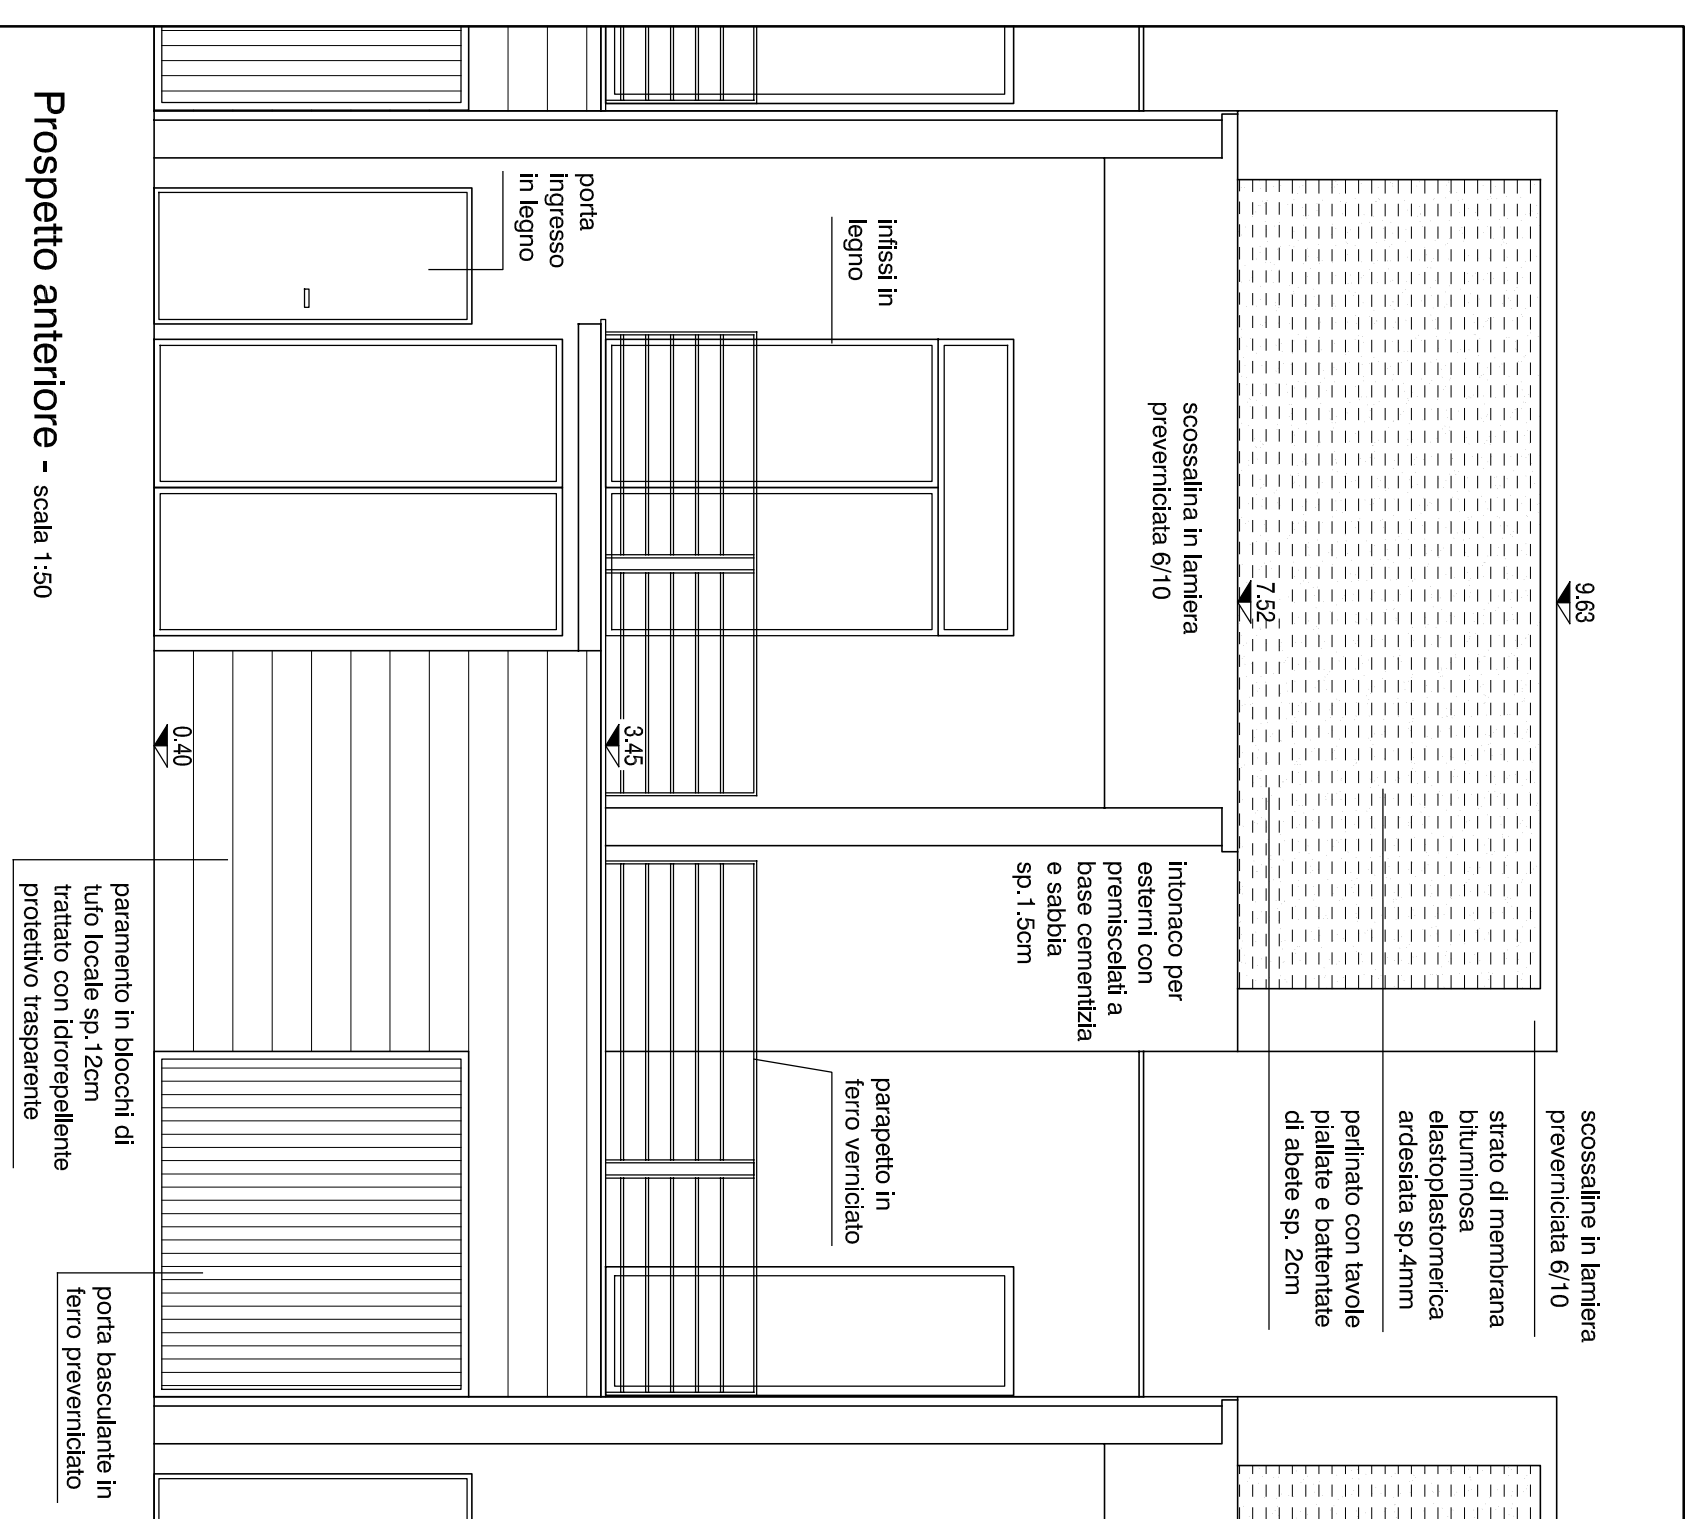 9.63
scossaline in lamiera
preverniciata 6/10
strato di membrana
bituminosa
elastoplastomerica
ardesiata sp.4mm
perlinato con tavole
piallate e battentate
di abete sp. 2cm
7.52
scossalina in lamiera
preverniciata 6/10
intonaco per
esterni con
premiscelati a
base cementizia
e sabbia
sp.1.5cm
infissi in
legno
parapetto in
ferro verniciato
3.45
porta
ingresso
in legno
0.40
paramento in blocchi di
tufo locale sp.12cm
trattato con idrorepellente
protettivo trasparente
porta basculante in
ferro preverniciato
Prospetto anteriore - scala 1:50